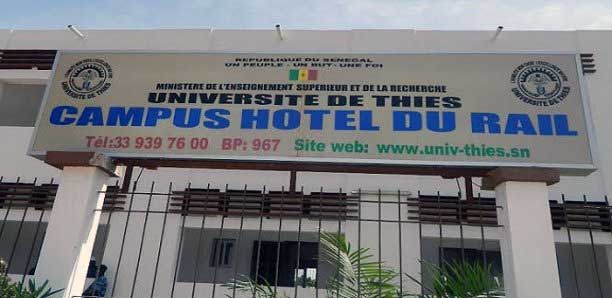 REPUBLIQUE DU SENEGAL
UN PEUPLE - UN BUT - UNE FOI
MINISTERE DE L'ENSEIGNEMENT SUPERIEUR ET DE LA RECHERCHE
UNIVERSITE DE THIES
CAMPUS HOTEL DU RAIL
Tél:33 939 76 00 BP: 967 Site web: www.univ-thies.sn